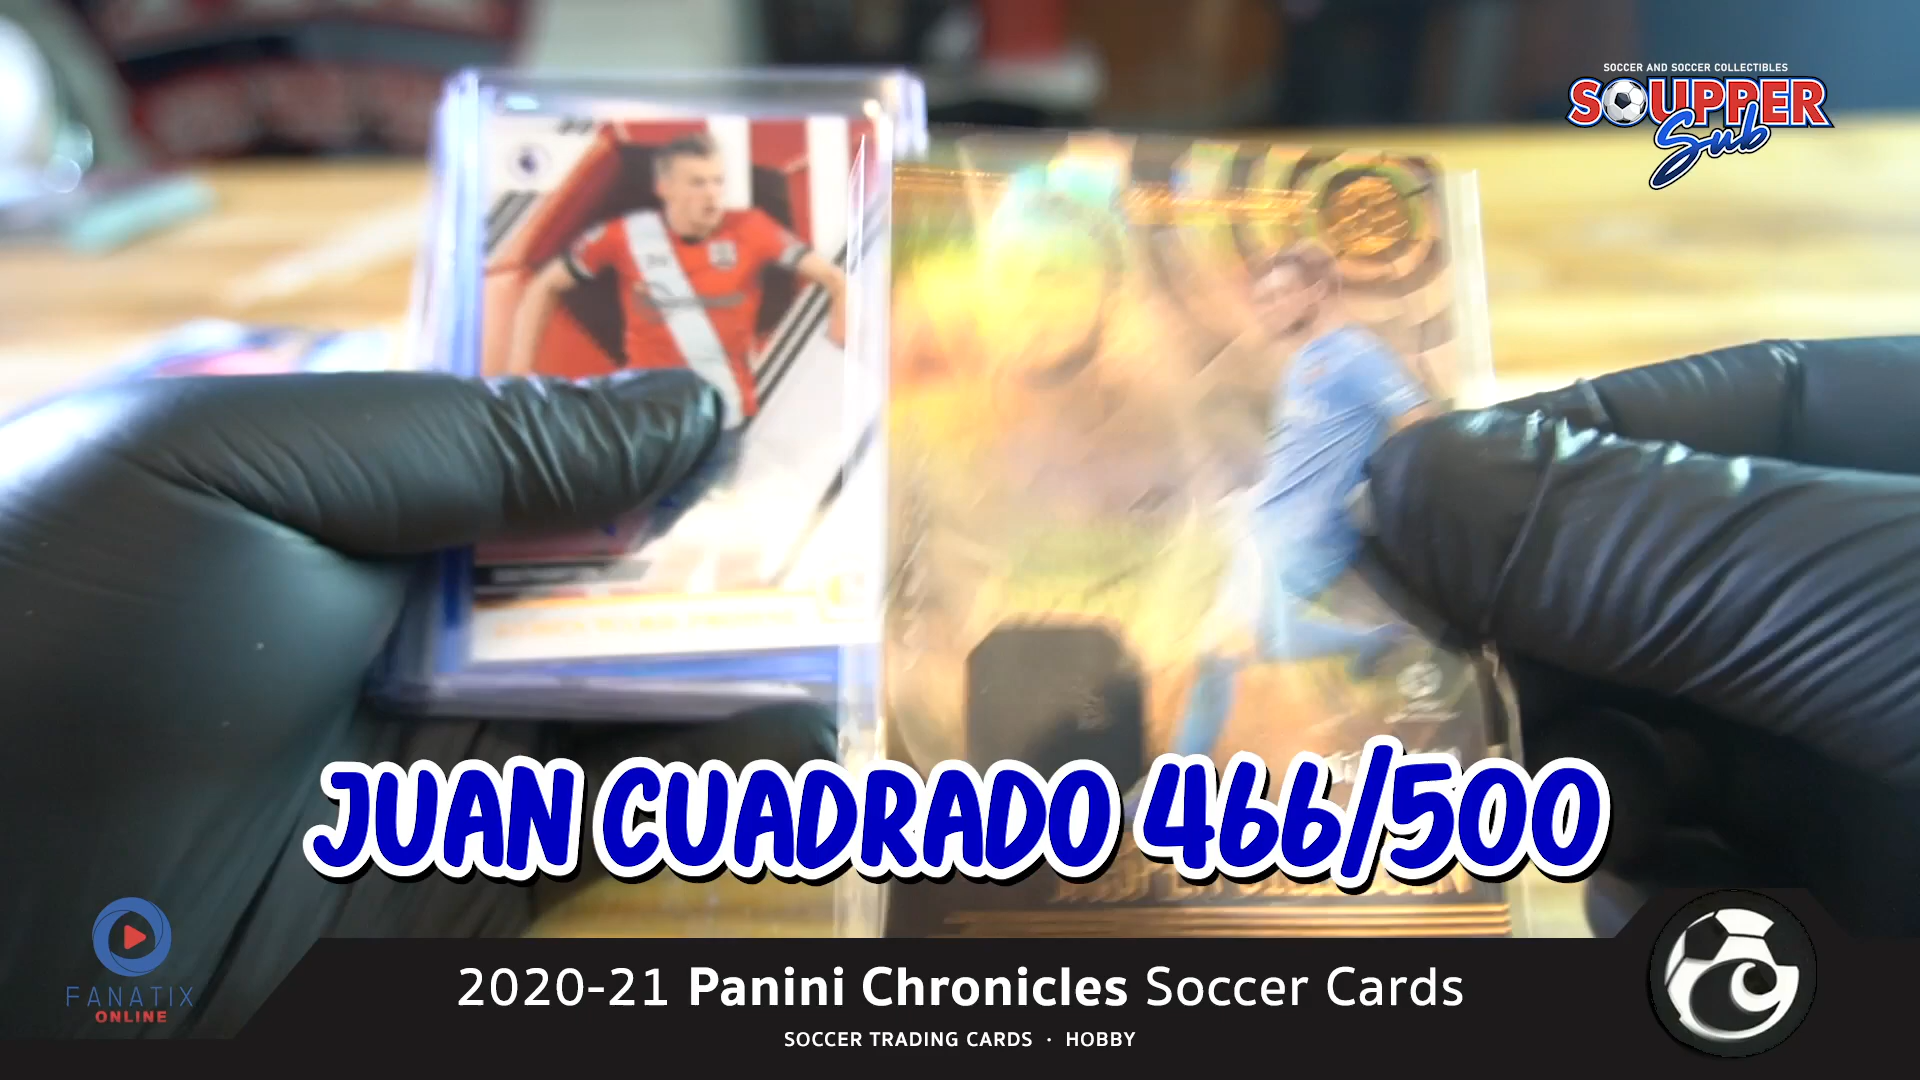 SOCCER AND SOCCER COLLECTIBLES
SOUPPER
Sub
JUAN CUADRADO 466/500
FANATIX
ONLINE
2020-21 Panini Chronicles Soccer Cards
SOCCER TRADING CARDS · HOBBY